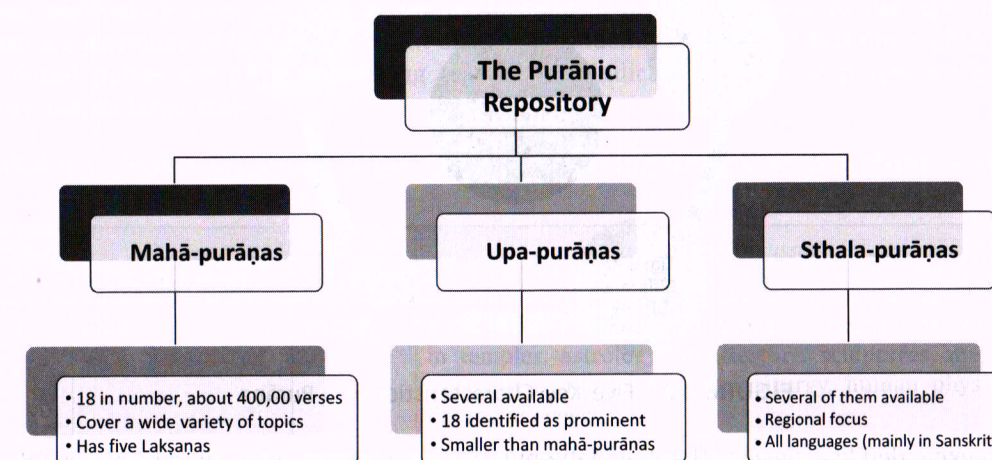 The Purānic
Repository
Mahā-purāṇas
Upa-purāṇas
Sthala-purāṇas
• 18 in number, about 400,00 verses
• Cover a wide variety of topics
• Has five Lakṣaṇas
• Several available
• 18 identified as prominent
• Smaller than mahā-purāṇas
• Several of them available
• Regional focus
• All languages (mainly in Sanskrit